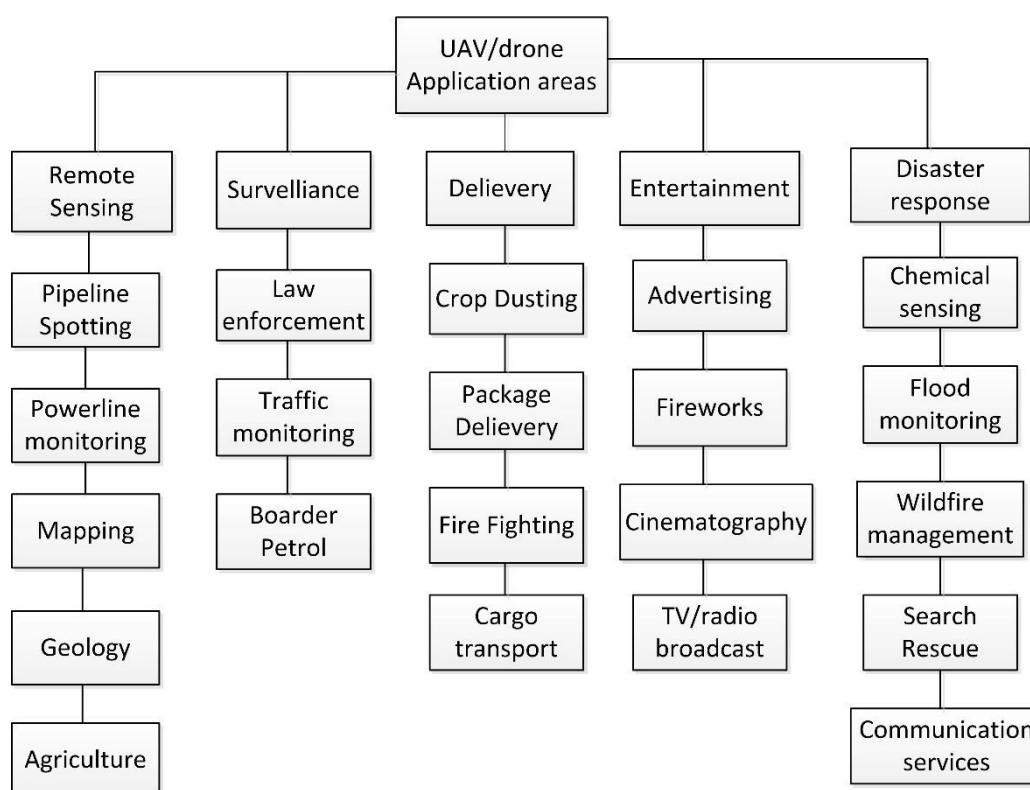 UAV/drone
Application areas
Remote
Sensing
Pipeline
Spotting
Powerline
monitoring
Mapping
Geology
Agriculture
Survelliance
Law
enforcement
Traffic
monitoring
Boarder
Petrol
Delievery
Crop Dusting
Package
Delievery
Fire Fighting
Cargo
transport
Entertainment
Advertising
Fireworks
Cinematography
TV/radio
broadcast
Disaster
response
Chemical
sensing
Flood
monitoring
Wildfire
management
Search
Rescue
Communication
services